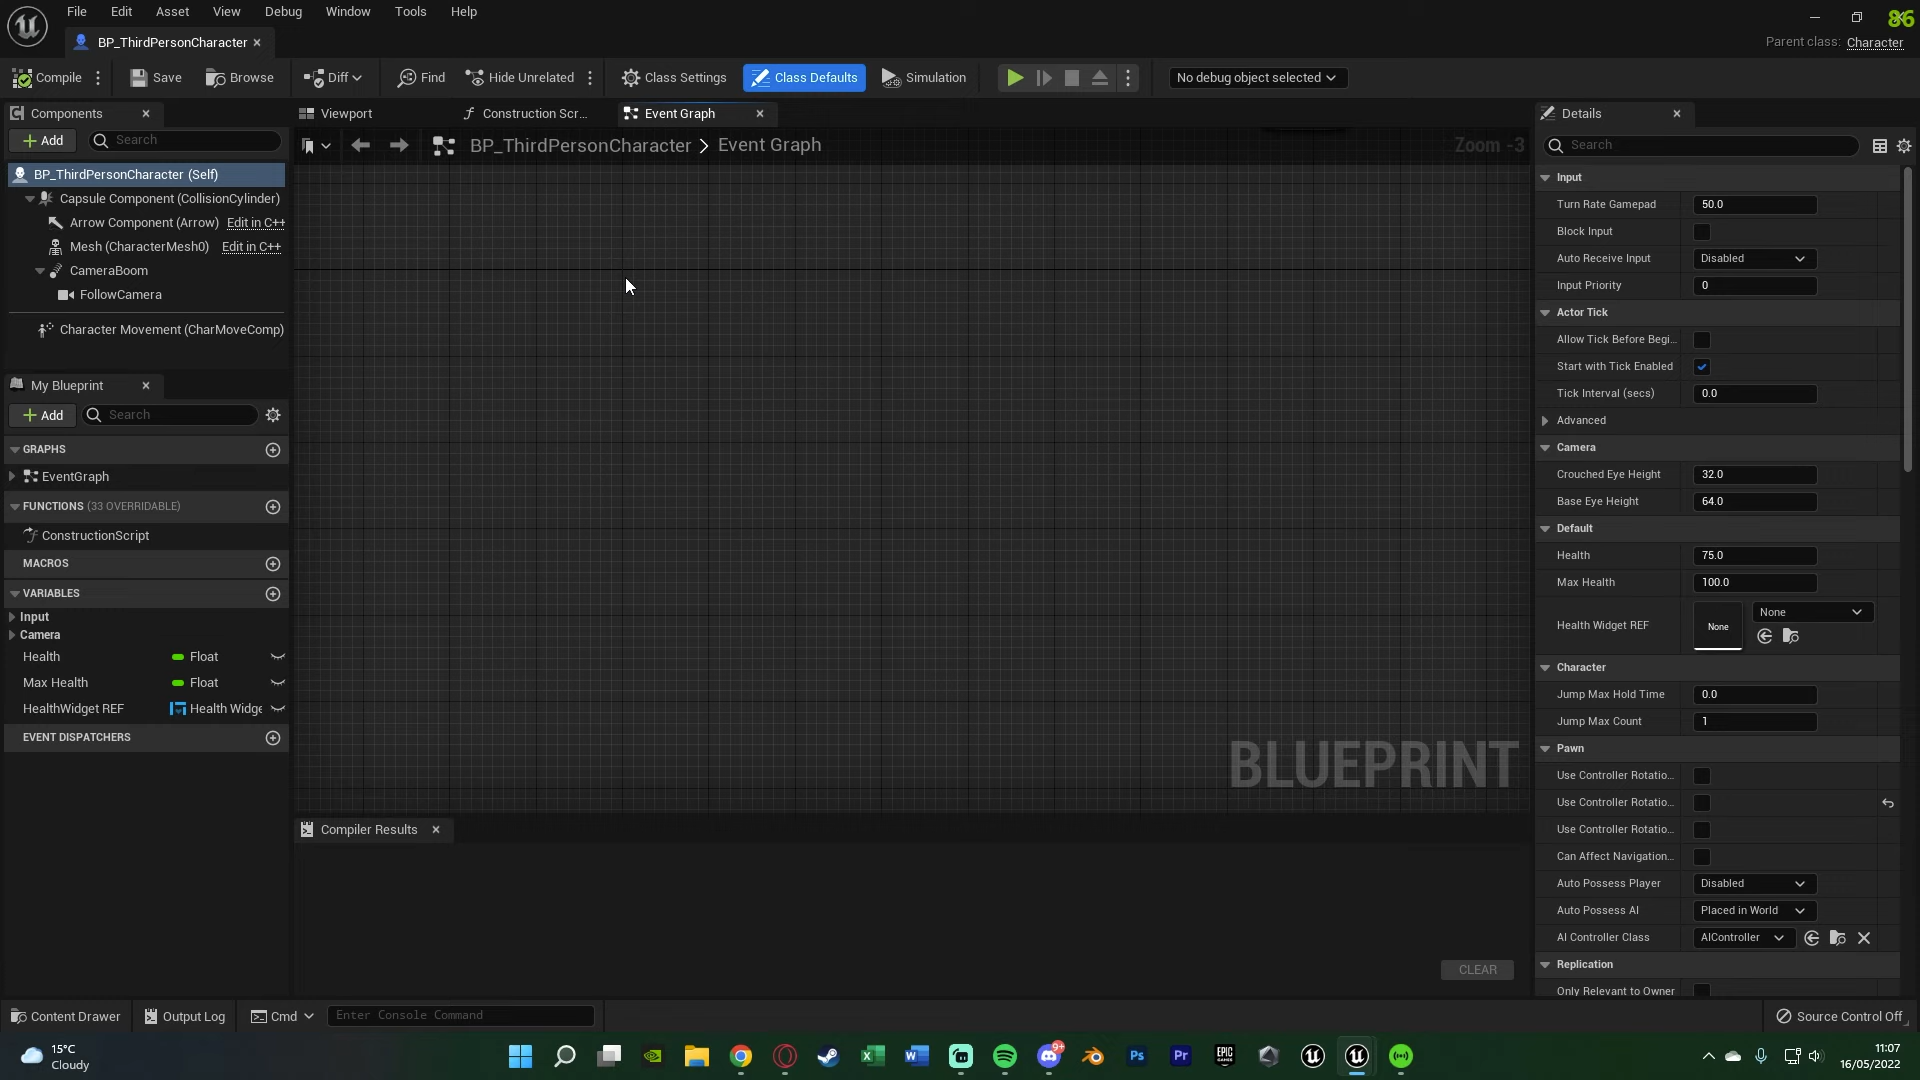 File Edit Asset View Debug Window Tools Help
86
BP_ThirdPersonCharacter
Parent class: Character
Compile Save Browse Diff Find Hide Unrelated Class Settings Class Defaults Simulation No debug object selected
Components
Add Search
BP_ThirdPersonCharacter (Self)
Capsule Component (CollisionCylinder)
Arrow Component (Arrow) Edit in C++
Mesh (CharacterMesh0) Edit in C++
CameraBoom
FollowCamera
Character Movement (CharMoveComp)
My Blueprint
Add Search
GRAPHS
EventGraph
FUNCTIONS (33 OVERRIDABLE)
ConstructionScript
MACROS
VARIABLES
Input
Camera
Health Float
Max Health Float
HealthWidget REF Health Widge
EVENT DISPATCHERS
Viewport Construction Scr... Event Graph
BP_ThirdPersonCharacter > Event Graph Zoom -3
BLUEPRINT
Compiler Results
CLEAR
Details
Search
Input
Turn Rate Gamepad 50.0
Block Input
Auto Receive Input Disabled
Input Priority 0
Actor Tick
Allow Tick Before Begi...
Start with Tick Enabled
Tick Interval (secs) 0.0
Advanced
Camera
Crouched Eye Height 32.0
Base Eye Height 64.0
Default
Health 75.0
Max Health 100.0
Health Widget REF None None
Character
Jump Max Hold Time 0.0
Jump Max Count 1
Pawn
Use Controller Rotatio...
Use Controller Rotatio...
Use Controller Rotatio...
Can Affect Navigation...
Auto Possess Player Disabled
Auto Possess AI Placed in World
AI Controller Class AIController
Replication
Only Relevant to Owner
Content Drawer Output Log Cmd Enter Console Command Source Control Off
15°C
Cloudy
X W 9+ Ps Pr EPIC GAMES
11:07
16/05/2022